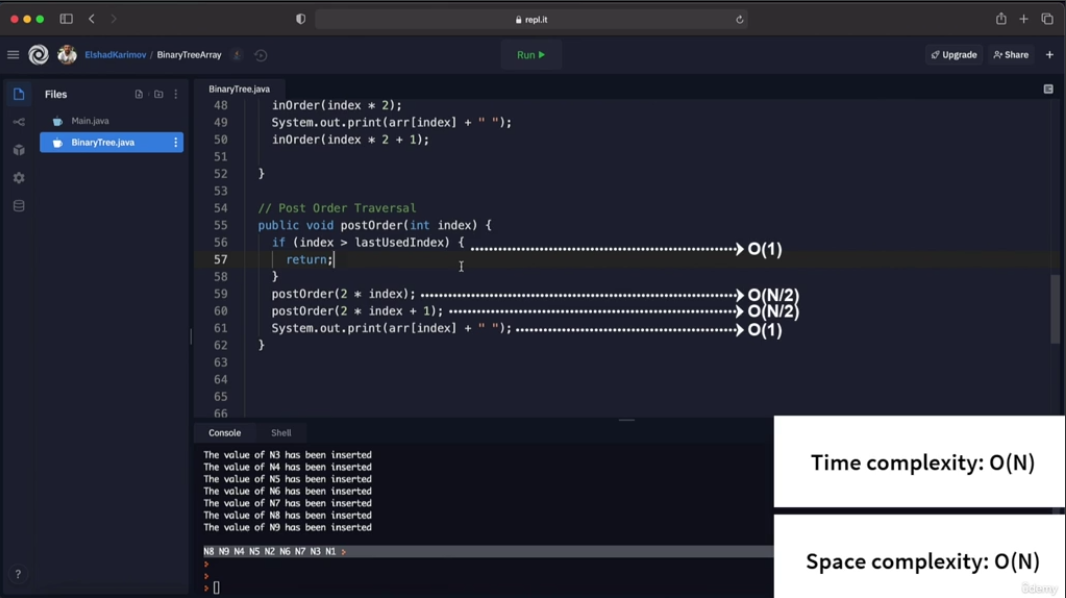 repl.it
ElshadKarimov / BinaryTreeArray
Run
Upgrade
Share
Files
Main.java
BinaryTree.java
BinaryTree.java
48 inOrder(index * 2);
49 System.out.print(arr[index] + " ");
50 inOrder(index * 2 + 1);
51
52 }
53
54 // Post Order Traversal
55 public void postOrder(int index) {
56 if (index > lastUsedIndex) { O(1)
57 return;
58 }
59 postOrder(2 * index); O(N/2)
60 postOrder(2 * index + 1); O(N/2)
61 System.out.print(arr[index] + " "); O(1)
62 }
63
64
65
66
Console Shell
The value of N3 has been inserted
The value of N4 has been inserted
The value of N5 has been inserted
The value of N6 has been inserted
The value of N7 has been inserted
The value of N8 has been inserted
The value of N9 has been inserted
N8 N9 N4 N5 N2 N6 N7 N3 N1 >
>
>
>
Time complexity: O(N)
Space complexity: O(N)
?
Udemy